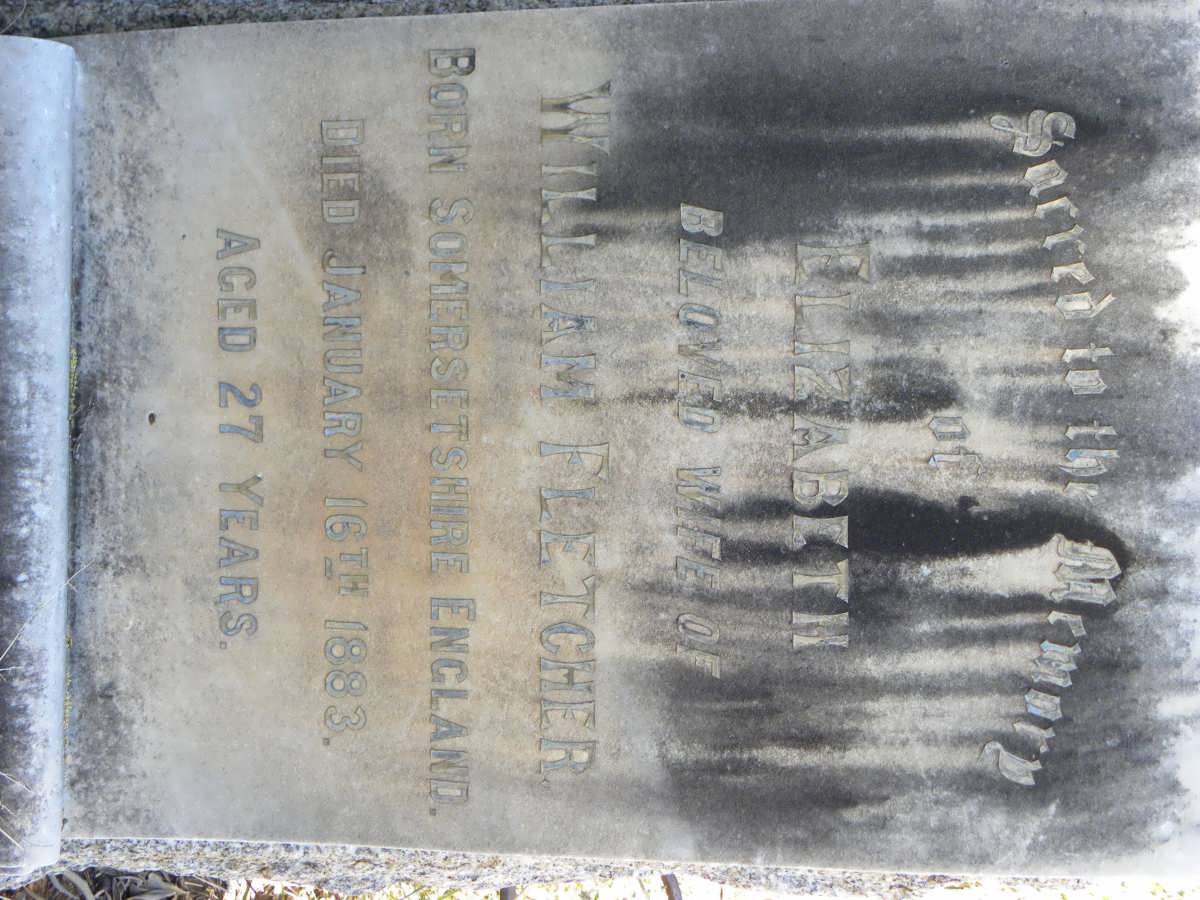 Sacred to the Memory
of
ELIZABETH
BELOVED WIFE OF
WILLIAM FLETCHER
BORN SOMERSETSHIRE ENGLAND.
DIED JANUARY 16TH 1883.
AGED 27 YEARS.